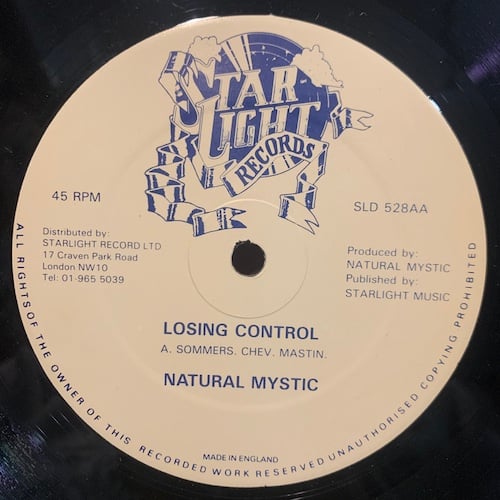 STAR
LIGHT
RECORDS
45 RPM
SLD 528AA
Distributed by:
STARLIGHT RECORD LTD
17 Craven Park Road
London NW10
Tel: 01-965 5039
Produced by:
NATURAL MYSTIC
Published by:
STARLIGHT MUSIC
LOSING CONTROL
A. SOMMERS. CHEV. MASTIN.
NATURAL MYSTIC
MADE IN ENGLAND
ALL RIGHTS OF THE OWNER OF THIS RECORDED WORK RESERVED UNAUTHORISED COPYING PROHIBITED